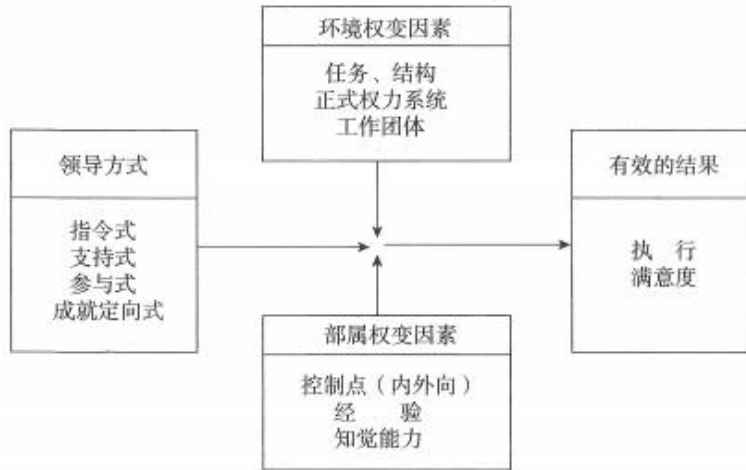 环境权变因素
任务、结构
正式权力系统
工作团体
领导方式
指令式
支持式
参与式
成就定向式
有效的结果
执 行
满意度
部属权变因素
控制点（内外向）
经 验
知觉能力